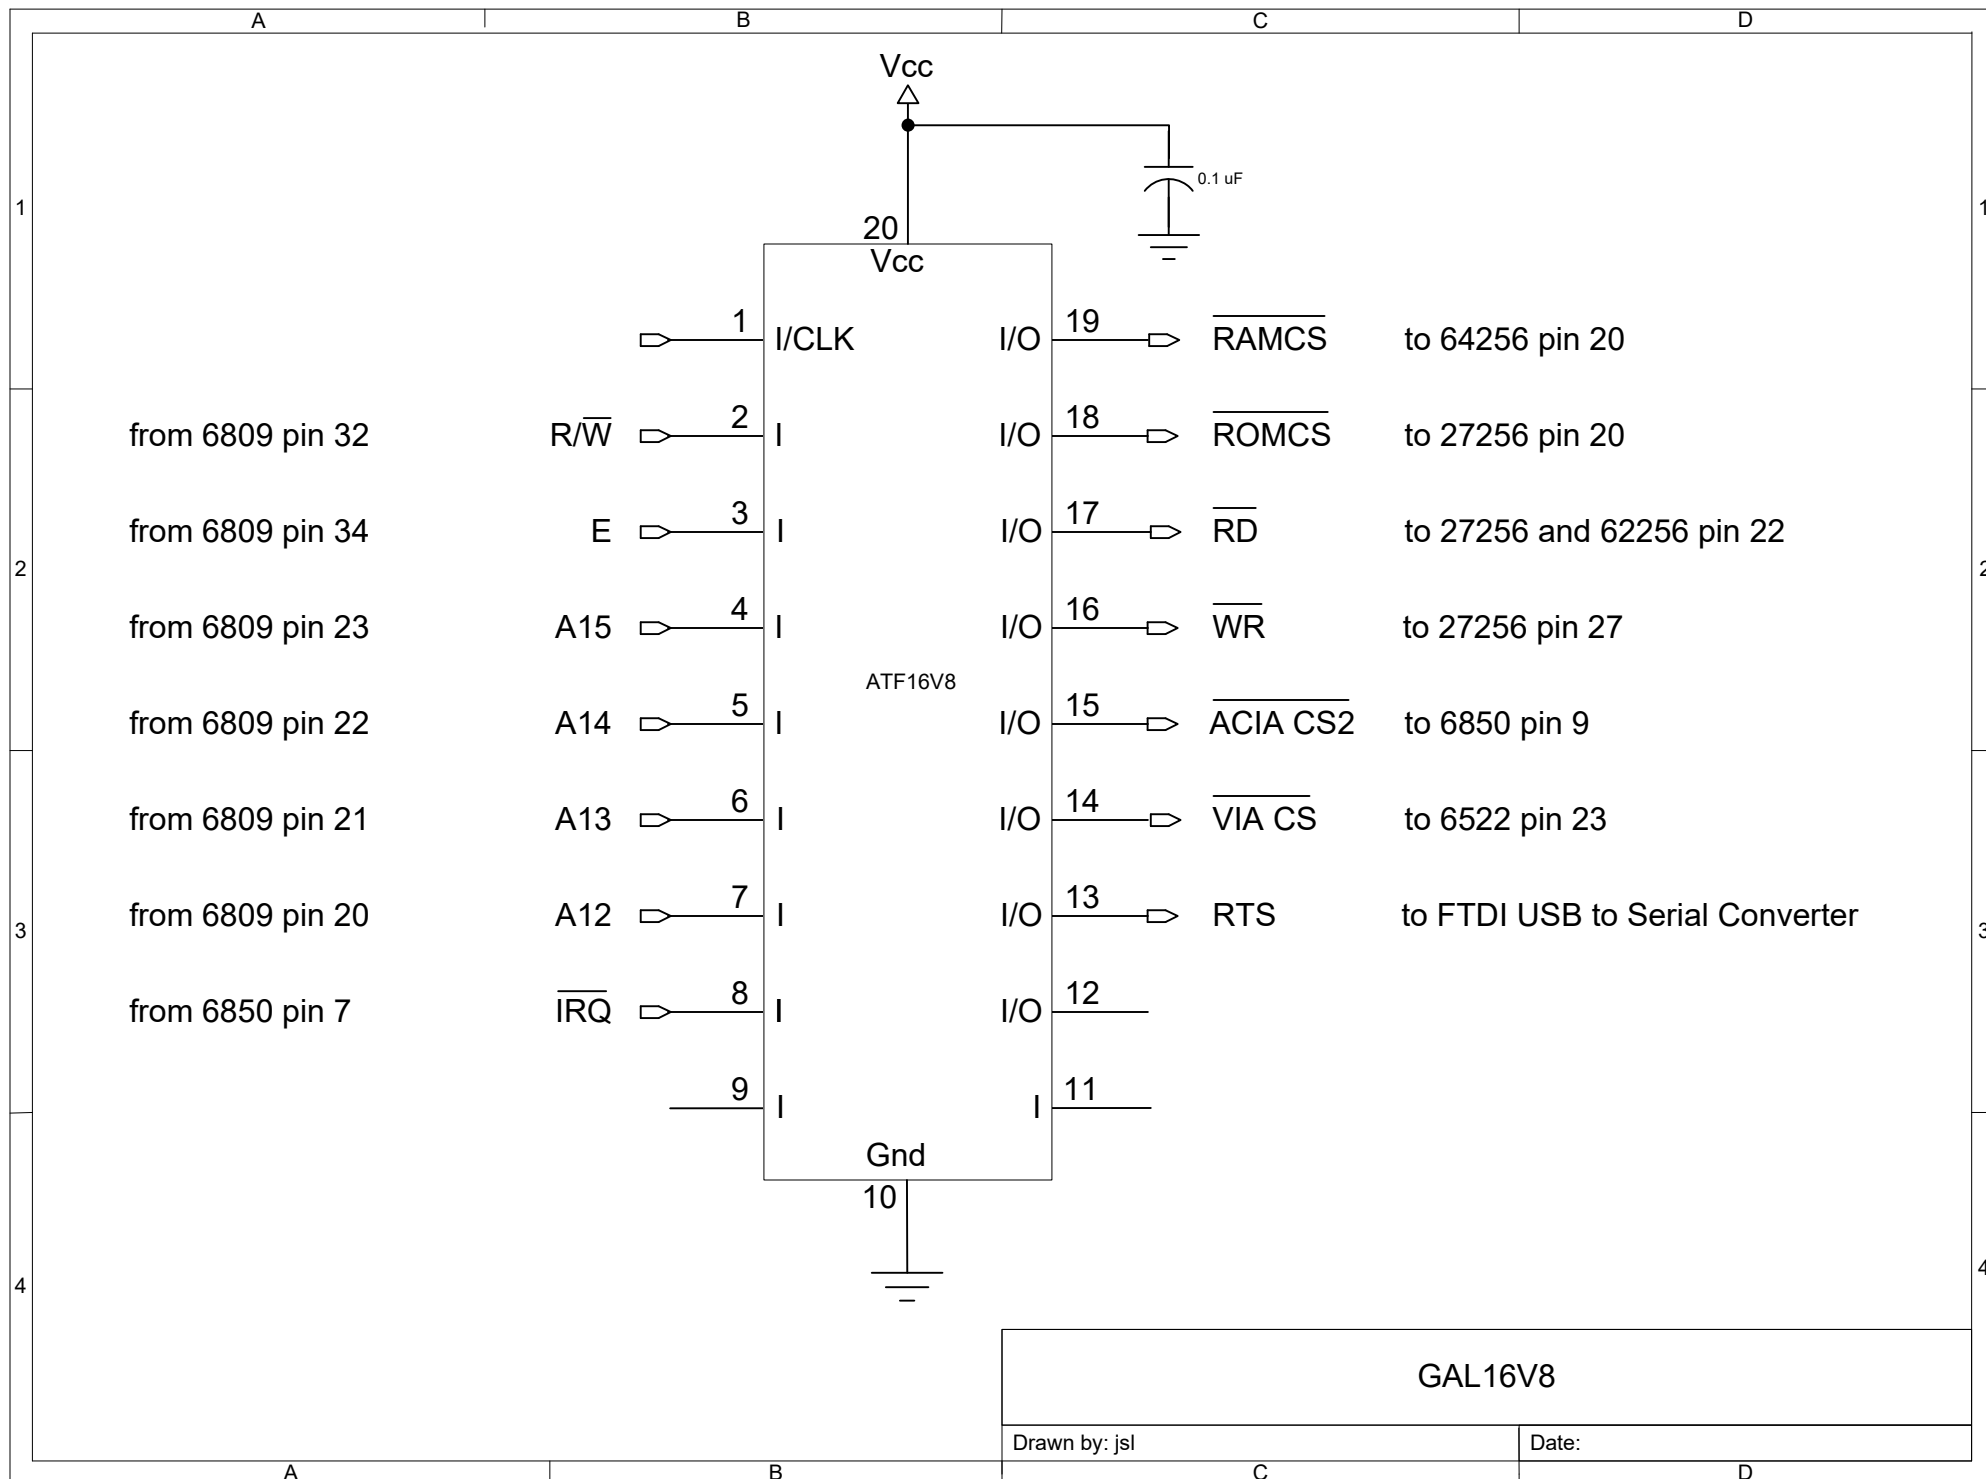 A B C D
Vcc
0.1 uF
1 1
20
Vcc
1 I/CLK I/O 19 RAMCS to 64256 pin 20
from 6809 pin 32 R/W 2 I I/O 18 ROMCS to 27256 pin 20
from 6809 pin 34 E 3 I I/O 17 RD to 27256 and 62256 pin 22
2 2
from 6809 pin 23 A15 4 I I/O 16 WR to 27256 pin 27
ATF16V8
from 6809 pin 22 A14 5 I I/O 15 ACIA CS2 to 6850 pin 9
from 6809 pin 21 A13 6 I I/O 14 VIA CS to 6522 pin 23
from 6809 pin 20 A12 7 I I/O 13 RTS to FTDI USB to Serial Converter
3 3
from 6850 pin 7 IRQ 8 I I/O 12
9 I I 11
Gnd
10
4 4
GAL16V8
Drawn by: jsl Date:
A B C D